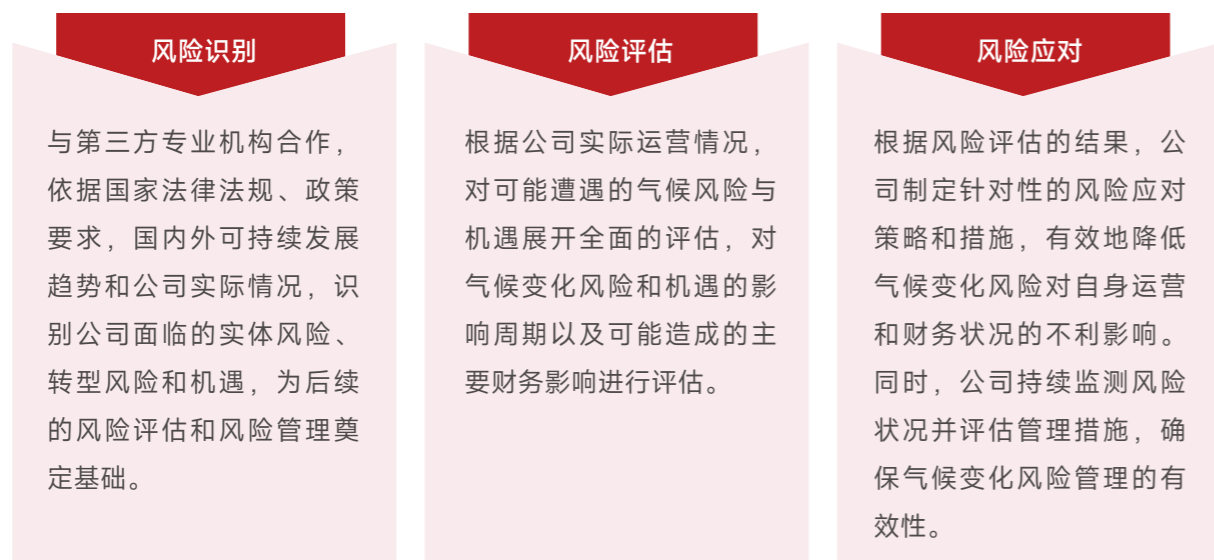 风险识别
与第三方专业机构合作，
依据国家法律法规、政策
要求，国内外可持续发展
趋势和公司实际情况，识
别公司面临的实体风险、
转型风险和机遇，为后续
的风险评估和风险管理奠
定基础。
风险评估
根据公司实际运营情况，
对可能遭遇的气候风险与
机遇展开全面的评估，对
气候变化风险和机遇的影
响周期以及可能造成的主
要财务影响进行评估。
风险应对
根据风险评估的结果，公
司制定针对性的风险应对
策略和措施，有效地降低
气候变化风险对自身运营
和财务状况的不利影响。
同时，公司持续监测风险
状况并评估管理措施，确
保气候变化风险管理的有
效性。